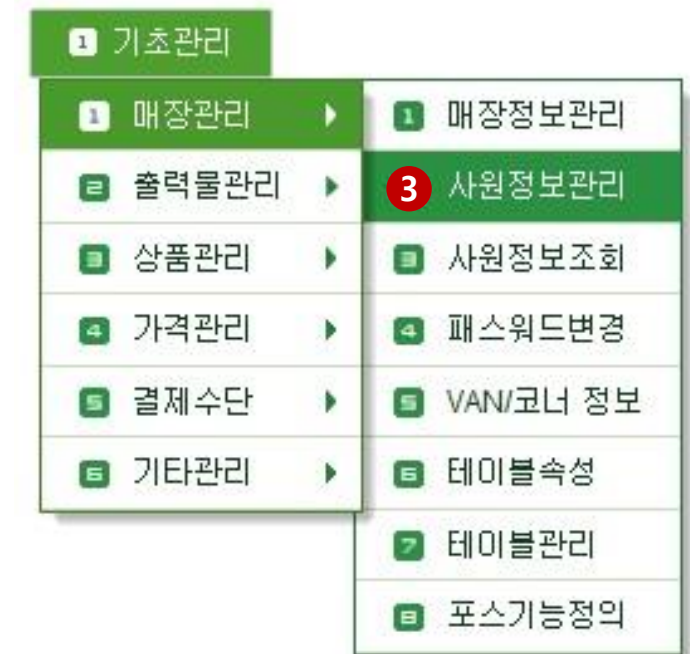 1 기초관리
1 매장관리
2 출력물관리
3 상품관리
4 가격관리
5 결제수단
6 기타관리
1 매장정보관리
3 사원정보관리
3 사원정보조회
4 패스워드변경
5 VAN/코너 정보
6 테이블속성
7 테이블관리
8 포스기능정의